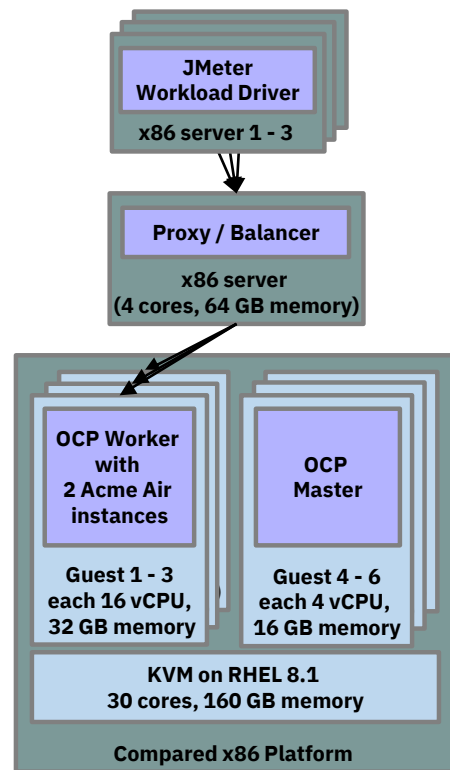 JMeter
Workload Driver
x86 server 1 - 3
Proxy / Balancer
x86 server
(4 cores, 64 GB memory)
OCP Worker
with
2 Acme Air
instances
Guest 1 - 3
each 16 vCPU,
32 GB memory
OCP
Master
Guest 4 - 6
each 4 vCPU,
16 GB memory
KVM on RHEL 8.1
30 cores, 160 GB memory
Compared x86 Platform